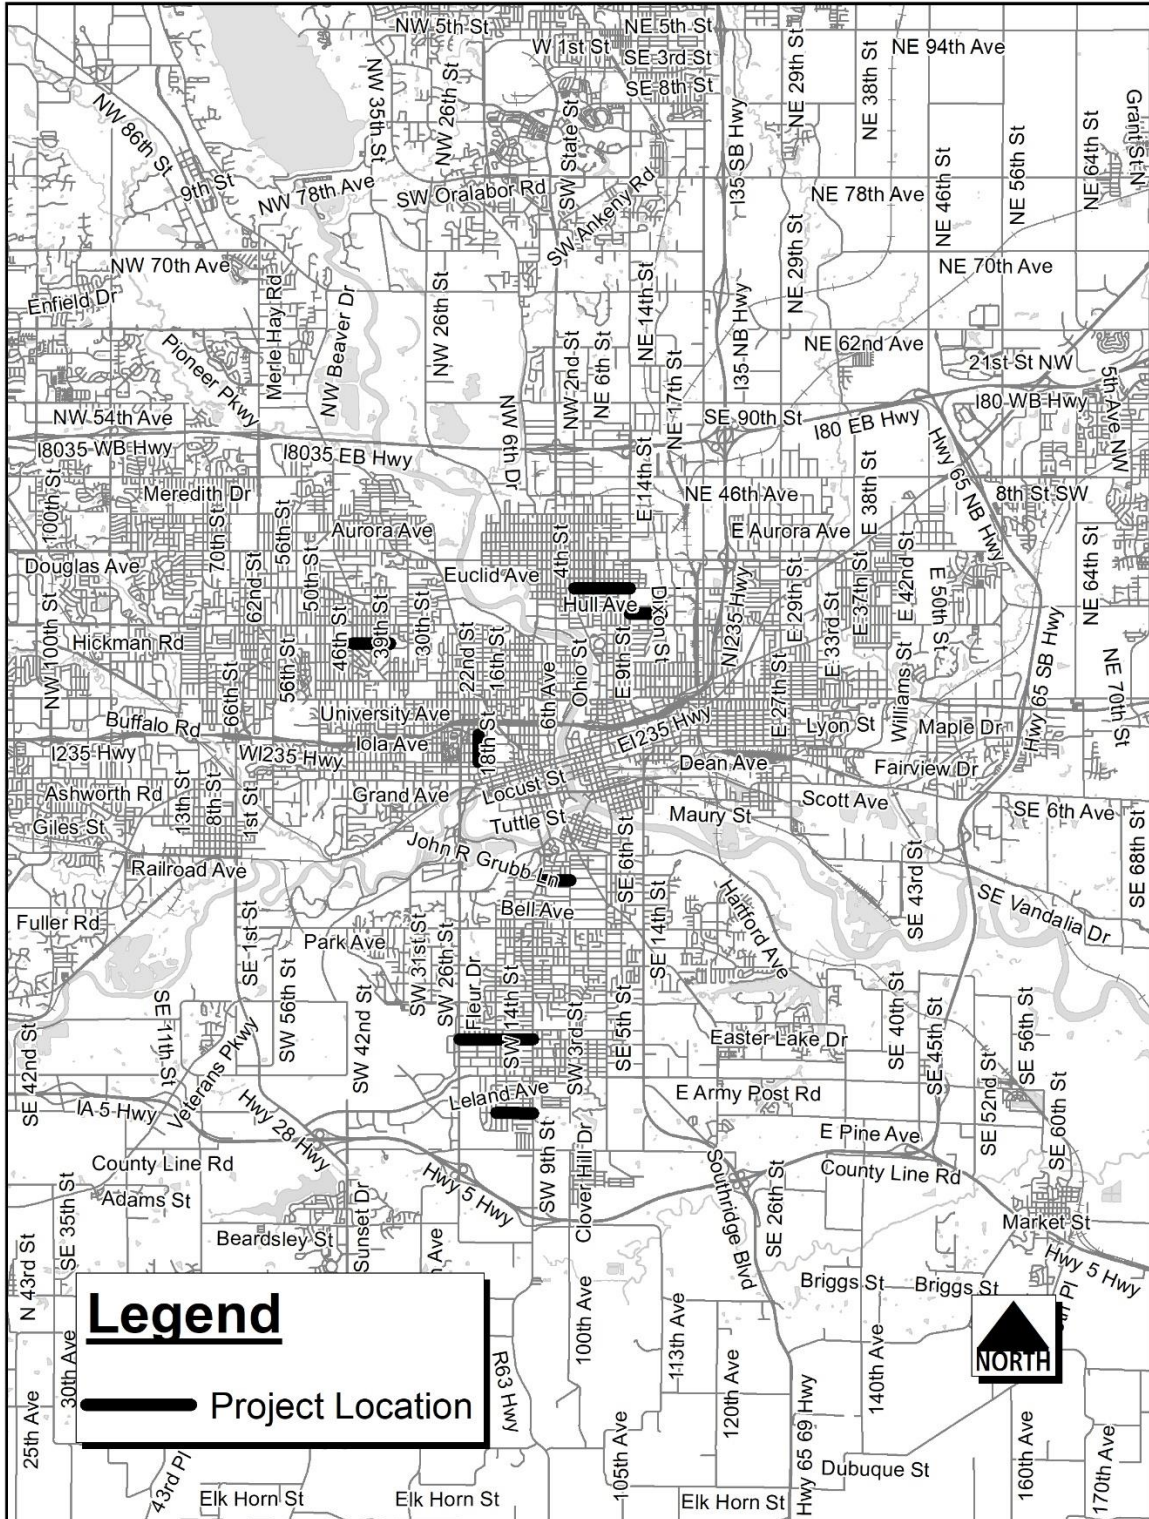 NW 5th St
NE 5th St
W 1st St
SE 3rd St
SE 8th St
NE 94th Ave
NE 29th St
NE 38th St
NW 26th St
NW 35th St
NW 86th St
9th St
NW 78th Ave
SW Oralabor Rd
SW State St
SW Ankeny Rd
I35 SB Hwy
NE 78th Ave
NE 46th St
NE 56th St
NE 64th St
Grant St N
NW 70th Ave
Enfield Dr
Merle Hay Rd
NW Beaver Dr
NW 26th St
NE 14th St
NE 29th St
NE 70th Ave
Pioneer Pkwy
NW 2nd St
NE 6th St
I35 NB Hwy
NE 62nd Ave
21st St NW
NW 54th Ave
NW 6th Dr
NE 17th St
SE 90th St
I80 EB Hwy
I80 WB Hwy
5th Ave NW
I8035 WB Hwy
I8035 EB Hwy
100th St
Meredith Dr
E 14th St
NE 46th Ave
E 38th St
Hwy 65 NB Hwy
8th St SW
70th St
56th St
Aurora Ave
E Aurora Ave
Douglas Ave
62nd St
50th St
Euclid Ave
4th St
Hull Ave
Dixon St
NI235 Hwy
E 29th St
E 37th St
E 42nd St
E 50th St
NE 64th St
NW 100th St
Hickman Rd
56th St
46th St
39th St
30th St
22nd St
16th St
6th Ave
Ohio St
E 9th St
E 33rd St
Williams St
Hwy 65 SB Hwy
NE 70th St
66th St
Buffalo Rd
University Ave
E 27th St
Lyon St
Maple Dr
I235 Hwy
WI235 Hwy
Iola Ave
18th St
EI235 Hwy
Dean Ave
Fairview Dr
Ashworth Rd
13th St
8th St
1st St
Grand Ave
Locust St
Scott Ave
SE 6th Ave
Giles St
Tuttle St
Maury St
Railroad Ave
John R Grubb Ln
SE 6th St
SE 43rd St
SE 68th St
Fuller Rd
SE 1st St
Park Ave
SW 31st St
SW 26th St
Bell Ave
SE 14th St
Hartford Ave
SE Vandalia Dr
SE 11th St
SW 56th St
SW 42nd St
Fleur Dr
SW 14th St
SW 3rd St
SE 5th St
Easter Lake Dr
SE 40th St
SE 45th St
SE 56th St
SE 42nd St
Veterans Pkwy
IA 5 Hwy
Hwy 28 Hwy
Leland Ave
E Army Post Rd
SE 52nd St
SE 60th St
E Pine Ave
County Line Rd
SW 9th St
Clover Hill Dr
County Line Rd
SE 35th St
Adams St
Sunset Dr
Hwy 5 Hwy
Southridge Blvd
SE 26th St
Market St
Beardsley St
N 43rd St
Ave
Briggs St
Briggs St
Hwy 5 Hwy
Pl
Legend
Project Location
NORTH
30th Ave
R63 Hwy
100th Ave
113th Ave
120th Ave
140th Ave
25th Ave
43rd Pl
105th Ave
Hwy 65 69 Hwy
Dubuque St
160th Ave
170th Ave
Elk Horn St
Elk Horn St
Elk Horn St